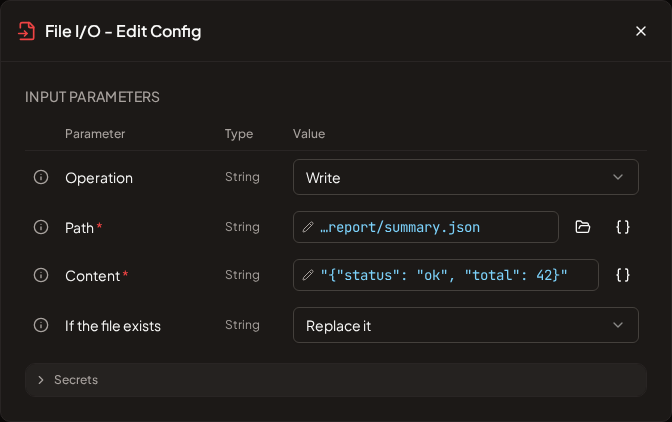 File I/O - Edit Config
INPUT PARAMETERS
Parameter Type Value
Operation String Write
Path * String …report/summary.json { }
Content * String "{"status": "ok", "total": 42}" { }
If the file exists String Replace it
Secrets